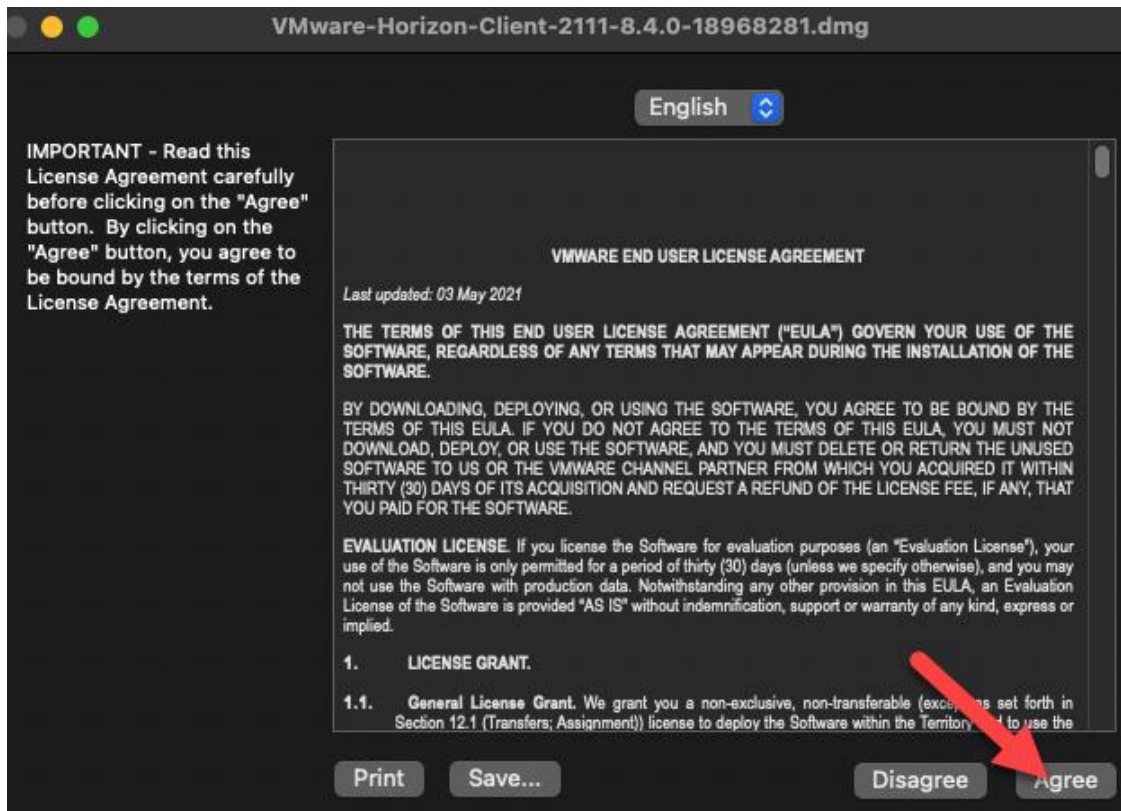 VMware-Horizon-Client-2111-8.4.0-18968281.dmg
English
IMPORTANT - Read this
License Agreement carefully
before clicking on the "Agree"
button. By clicking on the
"Agree" button, you agree to
be bound by the terms of the
License Agreement.
VMWARE END USER LICENSE AGREEMENT
Last updated: 03 May 2021
THE TERMS OF THIS END USER LICENSE AGREEMENT ("EULA") GOVERN YOUR USE OF THE
SOFTWARE, REGARDLESS OF ANY TERMS THAT MAY APPEAR DURING THE INSTALLATION OF THE
SOFTWARE.
BY DOWNLOADING, DEPLOYING, OR USING THE SOFTWARE, YOU AGREE TO BE BOUND BY THE
TERMS OF THIS EULA. IF YOU DO NOT AGREE TO THE TERMS OF THIS EULA, YOU MUST NOT
DOWNLOAD, DEPLOY, OR USE THE SOFTWARE, AND YOU MUST DELETE OR RETURN THE UNUSED
SOFTWARE TO US OR THE VMWARE CHANNEL PARTNER FROM WHICH YOU ACQUIRED IT WITHIN
THIRTY (30) DAYS OF ITS ACQUISITION AND REQUEST A REFUND OF THE LICENSE FEE, IF ANY, THAT
YOU PAID FOR THE SOFTWARE.
EVALUATION LICENSE. If you license the Software for evaluation purposes (an "Evaluation License"), your
use of the Software is only permitted for a period of thirty (30) days (unless we specify otherwise), and you may
not use the Software with production data. Notwithstanding any other provision in this EULA, an Evaluation
License of the Software is provided "AS IS" without indemnification, support or warranty of any kind, express or
implied.
1. LICENSE GRANT.
1.1. General License Grant. We grant you a non-exclusive, non-transferable set forth in
Section 12.1 (Transfers; Assignment)) license to deploy the Software within the Territory to use the
Print
Save...
Disagree
Agree